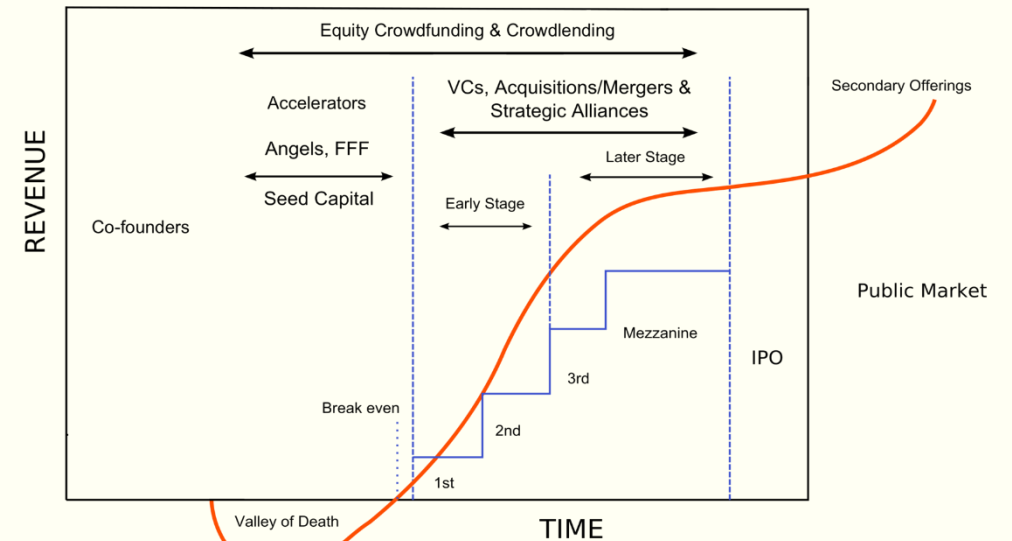 Equity Crowdfunding & Crowdlending
VCs, Acquisitions/Mergers &
Strategic Alliances
Secondary Offerings
Accelerators
Angels, FFF
Seed Capital
Later Stage
Early Stage
REVENUE
Co-founders
Public Market
Mezzanine
IPO
3rd
Break even
2nd
1st
Valley of Death
TIME